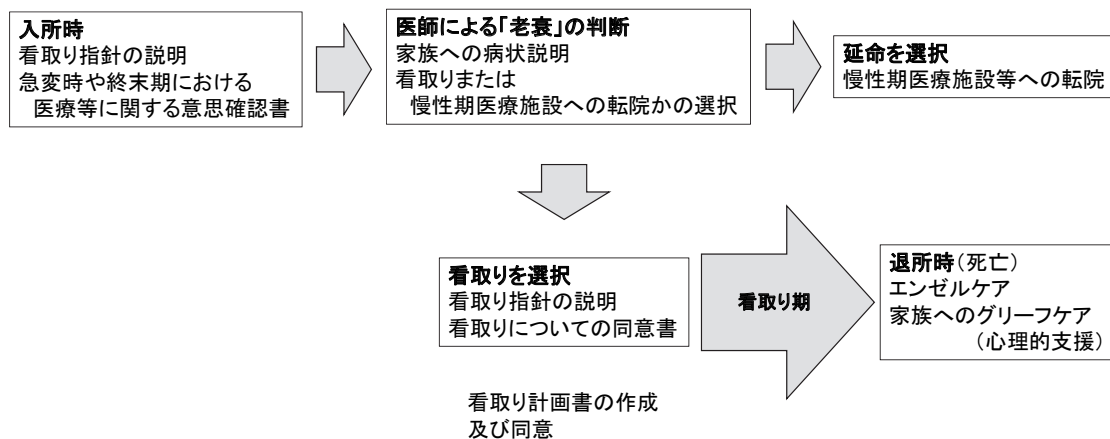 入所時
看取り指針の説明
急変時や終末期における
医療等に関する意思確認書
医師による「老衰」の判断
家族への病状説明
看取りまたは
慢性期医療施設への転院かの選択
延命を選択
慢性期医療施設等への転院
看取りを選択
看取り指針の説明
看取りについての同意書
看取り期
退所時(死亡)
エンゼルケア
家族へのグリーフケア
(心理的支援)
看取り計画書の作成
及び同意